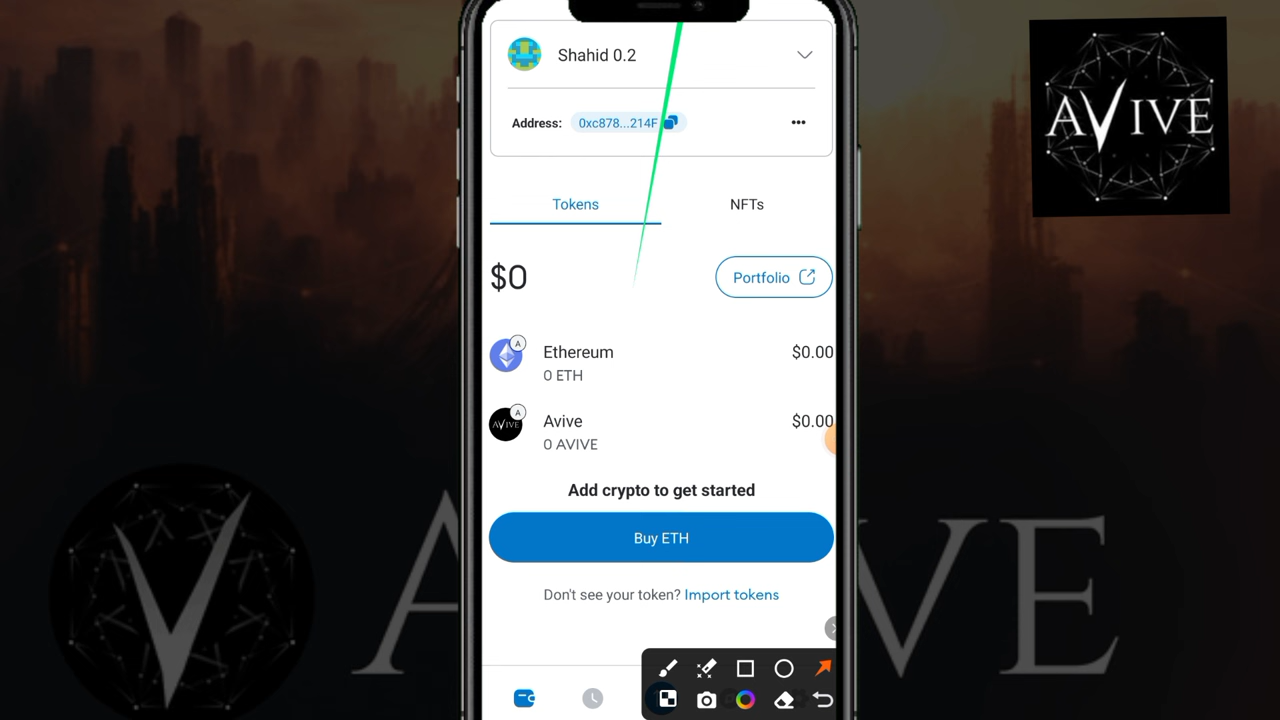 Shahid 0.2
AVIVE
Address: 0xc878...214F
Tokens NFTs
$0 Portfolio
A
Ethereum $0.00
0 ETH
A
AVIVE
Avive $0.00
0 AVIVE
Add crypto to get started
Buy ETH
Don't see your token? Import tokens
AVIVE